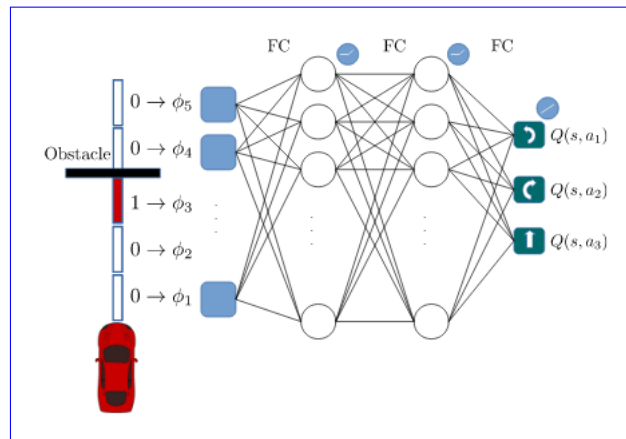 FC FC FC
0 → ϕ₅
Q(s, a₁)
0 → ϕ₄
Obstacle
Q(s, a₂)
1 → ϕ₃
Q(s, a₃)
0 → ϕ₂
0 → ϕ₁